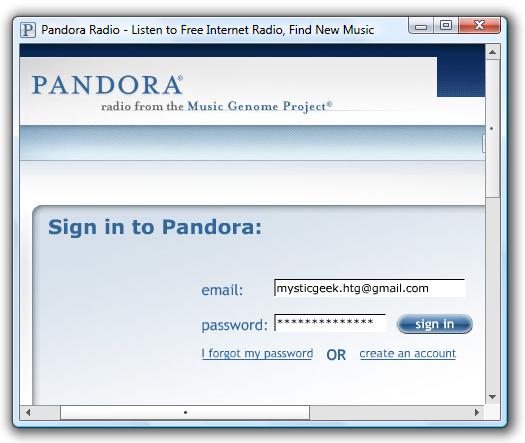 Pandora Radio - Listen to Free Internet Radio, Find New Music
PANDORA®
radio from the Music Genome Project®
Sign in to Pandora:
email: mysticgeek.htg@gmail.com
password: ************** sign in
I forgot my password OR create an account